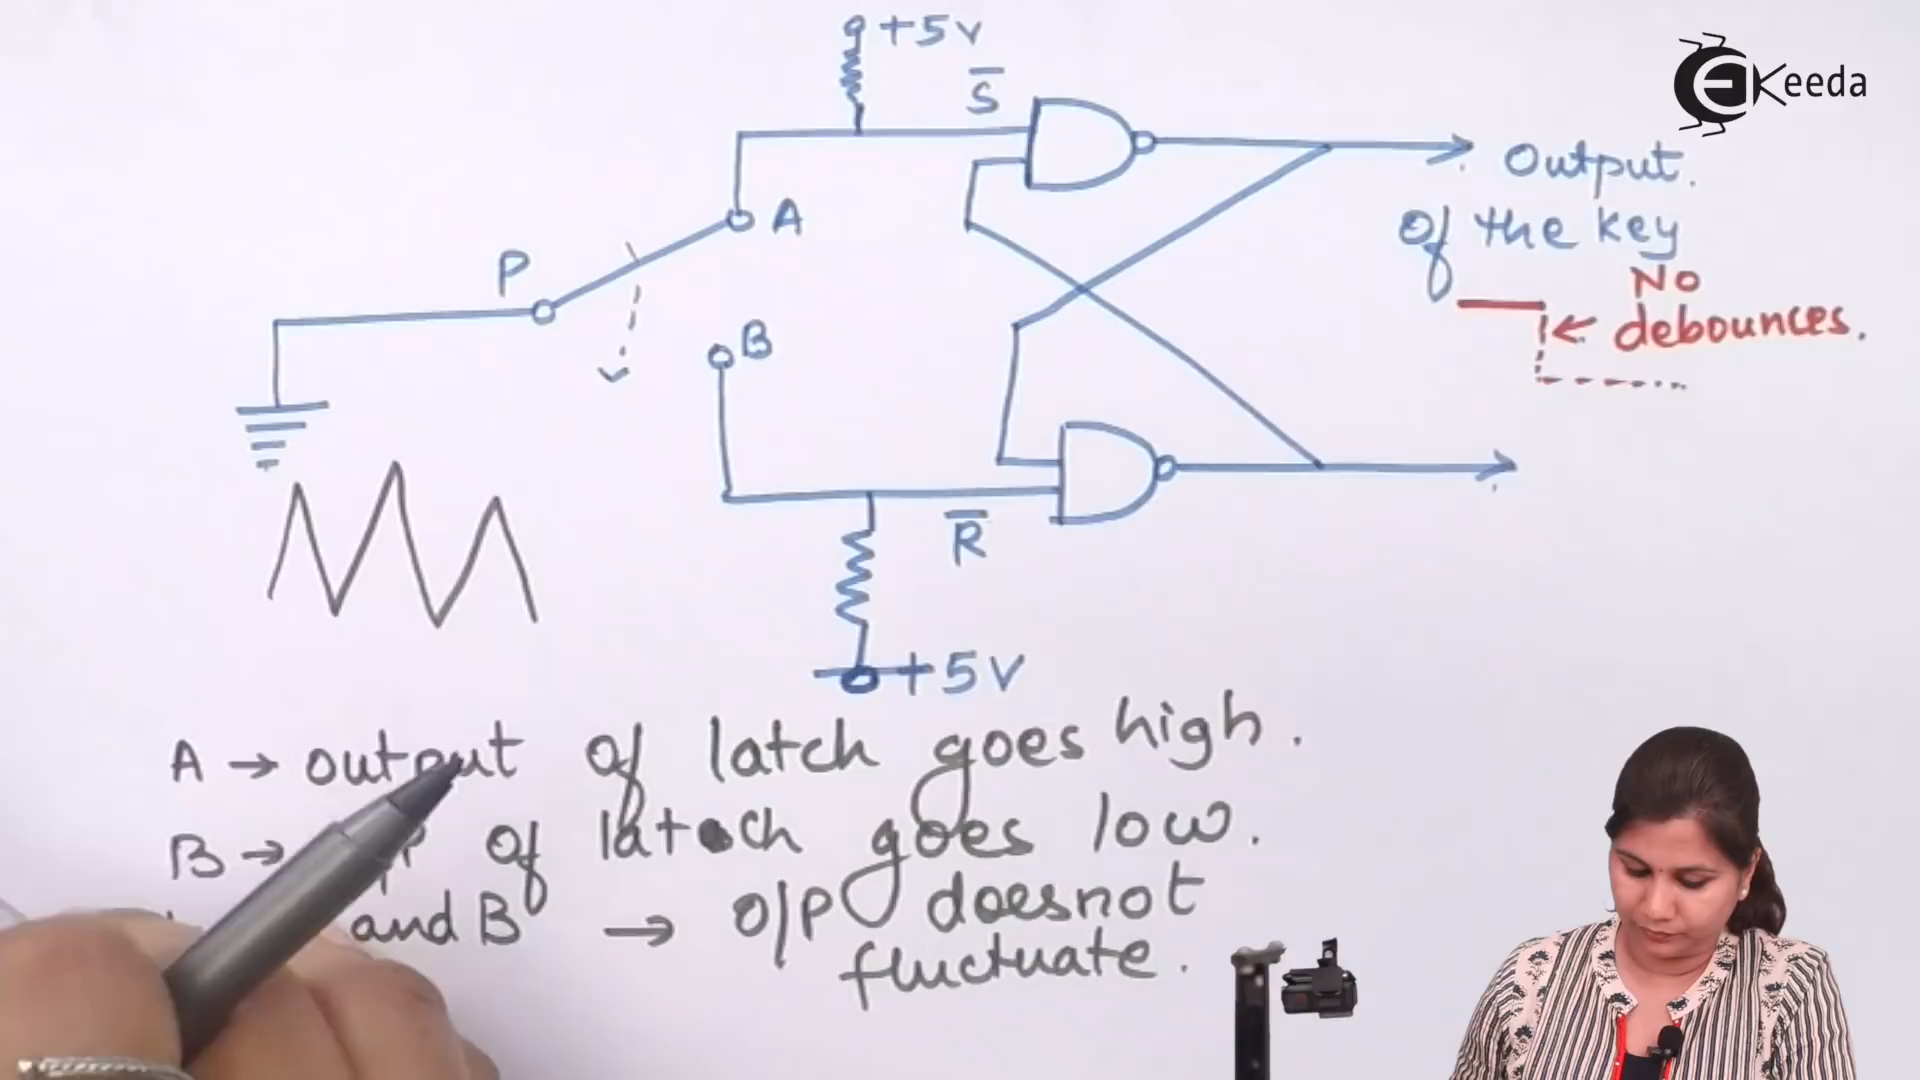 +5V
S̅
EKeeda
A
Output.
of the key
P
No
debounces.
B
R̅
+5V
A → output of latch goes high.
B → of latch goes low.
and B → O/P doesnot
fluctuate.